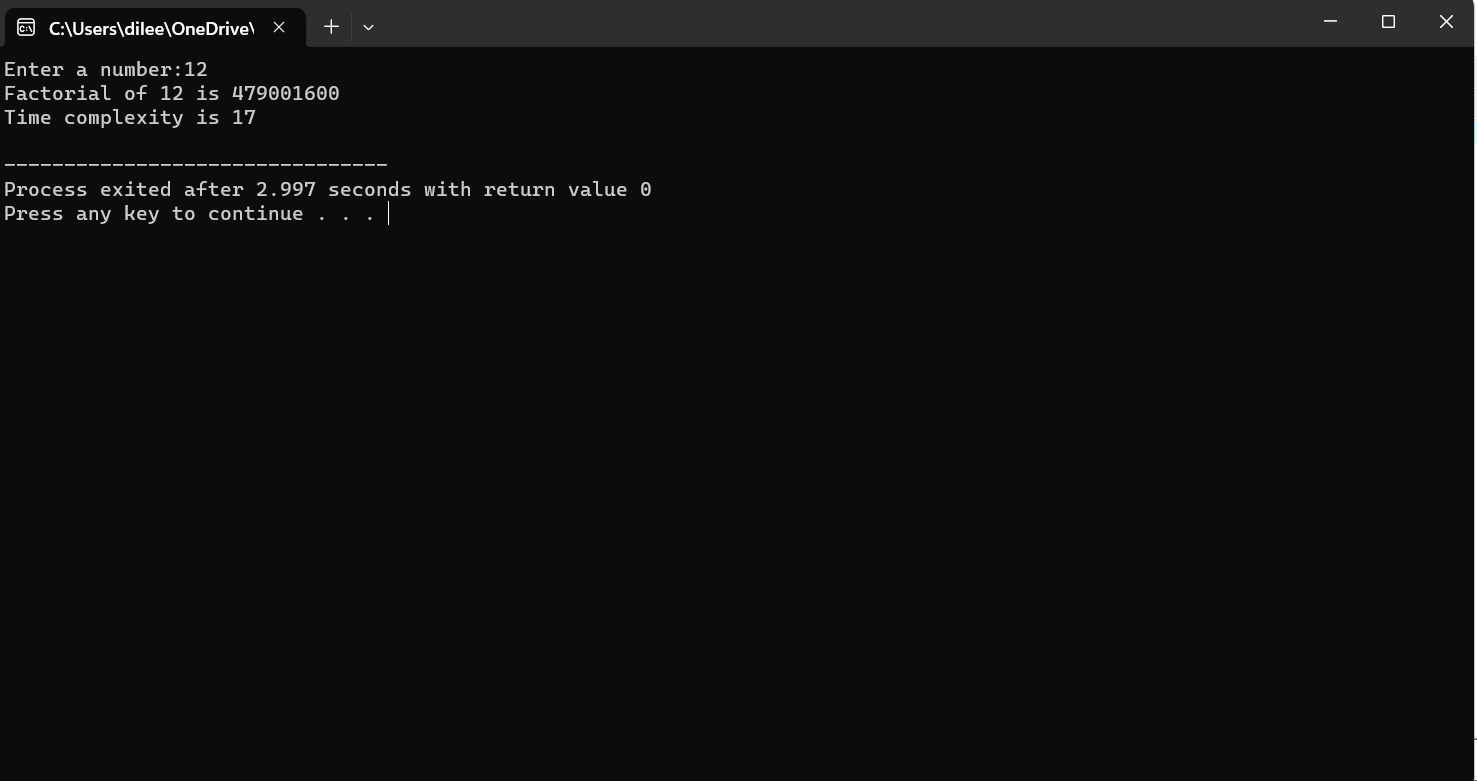 C:\Users\dilee\OneDrive\
Enter a number:12
Factorial of 12 is 479001600
Time complexity is 17
--------------------------------
Process exited after 2.997 seconds with return value 0
Press any key to continue . . .